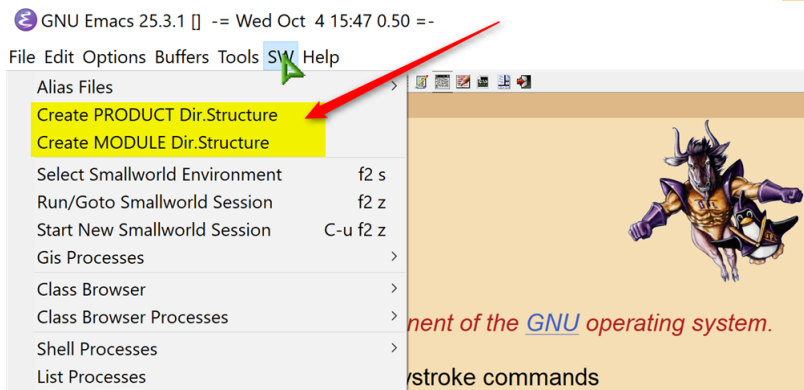 GNU Emacs 25.3.1 [] -= Wed Oct 4 15:47 0.50 =-
File Edit Options Buffers Tools SW Help
Alias Files
Create PRODUCT Dir.Structure
Create MODULE Dir.Structure
Select Smallworld Environment f2 s
Run/Goto Smallworld Session f2 z
Start New Smallworld Session C-u f2 z
Gis Processes
Class Browser
Class Browser Processes
Shell Processes
List Processes
nent of the GNU operating system.
ystroke commands